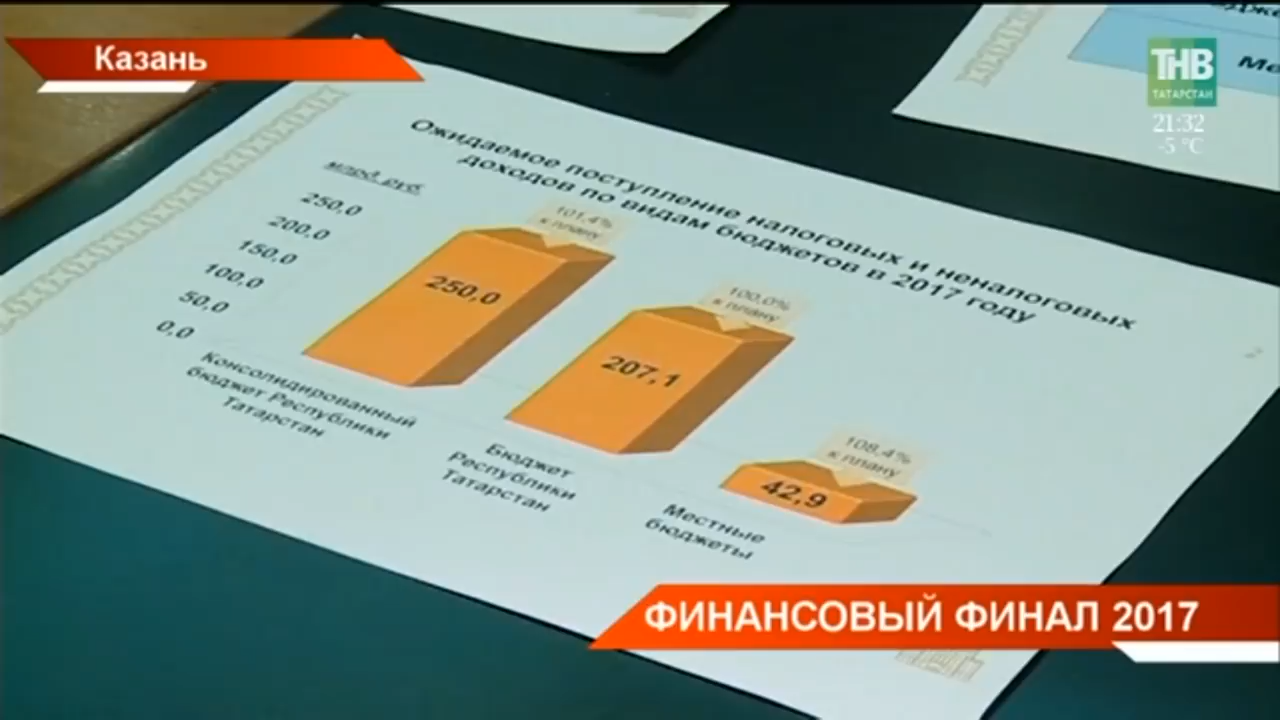 Казань
ТНВ
ТАТАРСТАН
21:32
-5 °C
Ме
Ожидаемое поступление налоговых и неналоговых
доходов по видам бюджетов в 2017 году
млрд. руб.
250,0
200,0
150,0
100,0
50,0
0,0
101,4%
к плану
250,0
100,0%
к плану
207,1
108,4%
к плану
42,9
Консолидированный
бюджет Республики
Татарстан
Бюджет
Республики
Татарстан
Местные
бюджеты
2
ФИНАНСОВЫЙ ФИНАЛ 2017